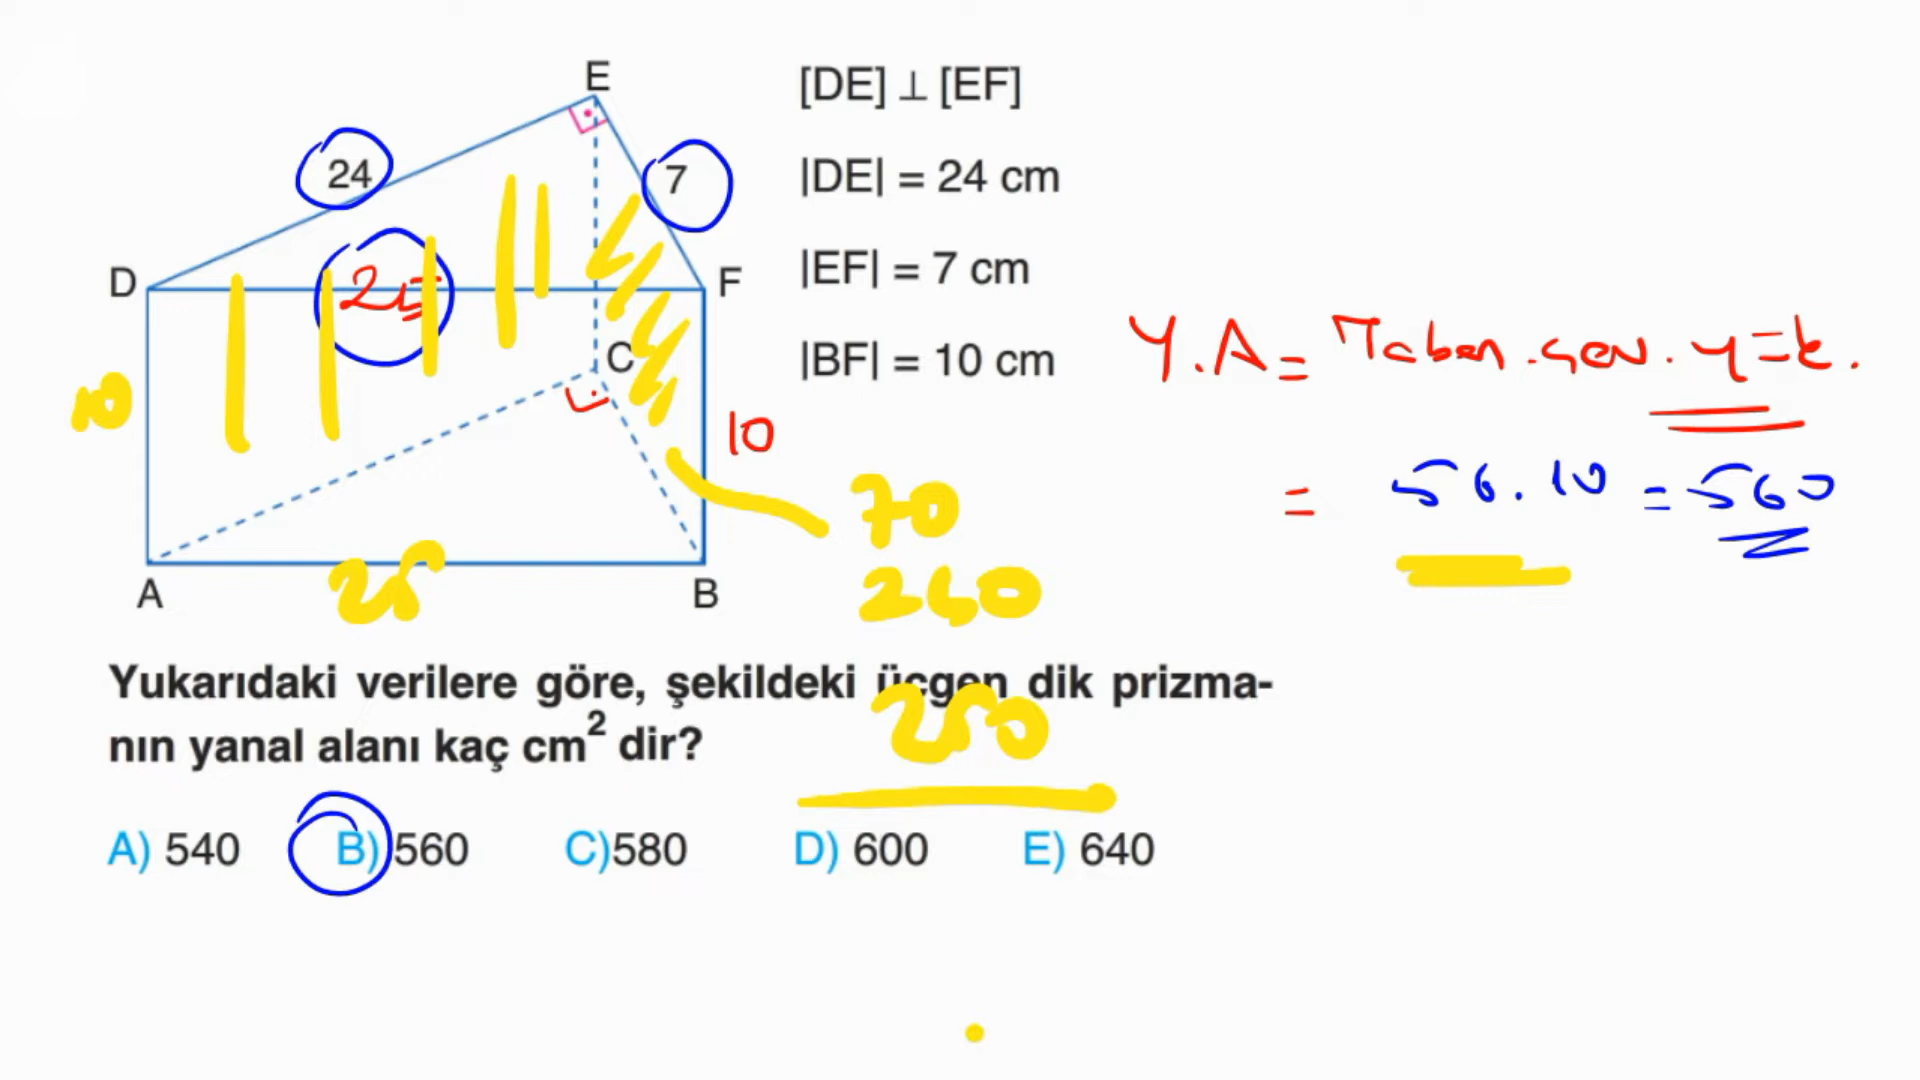 E
24
7
D
25
F
C
10
10
A
25
B
[DE] ⊥ [EF]
|DE| = 24 cm
|EF| = 7 cm
|BF| = 10 cm
Y.A = Taban.çev. y=k.
= 56.10 = 560
70
240
250
Yukarıdaki verilere göre, şekildeki üçgen dik prizma-
nın yanal alanı kaç cm² dir?
A) 540 B) 560 C)580 D) 600 E) 640